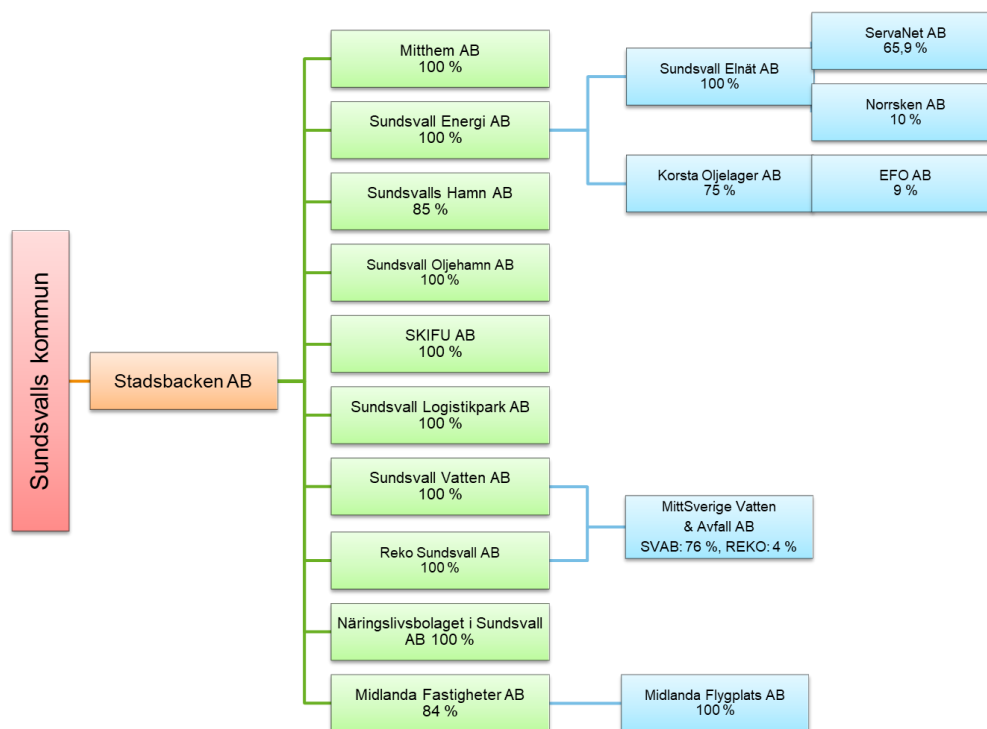 Sundsvalls kommun
Stadsbacken AB
Mitthem AB
100 %
Sundsvall Energi AB
100 %
Sundsvalls Hamn AB
85 %
Sundsvall Oljehamn AB
100 %
SKIFU AB
100 %
Sundsvall Logistikpark AB
100 %
Sundsvall Vatten AB
100 %
Reko Sundsvall AB
100 %
Näringslivsbolaget i Sundsvall
AB 100 %
Midlanda Fastigheter AB
84 %
Sundsvall Elnät AB
100 %
Korsta Oljelager AB
75 %
MittSverige Vatten
& Avfall AB
SVAB: 76 %, REKO: 4 %
Midlanda Flygplats AB
100 %
ServaNet AB
65,9 %
Norrsken AB
10 %
EFO AB
9 %